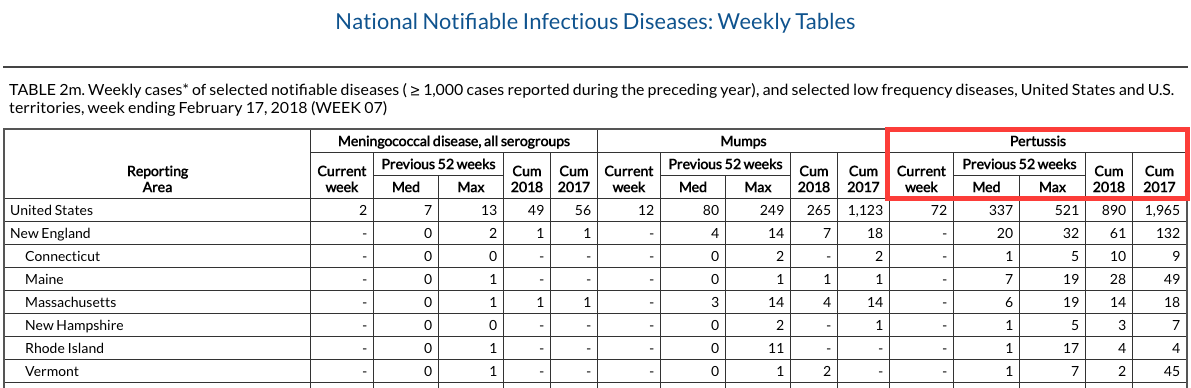 National Notifiable Infectious Diseases: Weekly Tables
TABLE 2m. Weekly cases* of selected notifiable diseases ( ≥ 1,000 cases reported during the preceding year), and selected low frequency diseases, United States and U.S.
territories, week ending February 17, 2018 (WEEK 07)
Reporting Area Meningococcal disease, all serogroups Mumps Pertussis
Current week Previous 52 weeks Cum 2018 Cum 2017 Current week Previous 52 weeks Cum 2018 Cum 2017 Current week Previous 52 weeks Cum 2018 Cum 2017
Med Max Med Max Med Max
United States 2 7 13 49 56 12 80 249 265 1,123 72 337 521 890 1,965
New England - 0 2 1 1 - 4 14 7 18 - 20 32 61 132
Connecticut - 0 0 - - - 0 2 - 2 - 1 5 10 9
Maine - 0 1 - - - 0 1 1 1 - 7 19 28 49
Massachusetts - 0 1 1 1 - 3 14 4 14 - 6 19 14 18
New Hampshire - 0 0 - - - 0 2 - 1 - 1 5 3 7
Rhode Island - 0 1 - - - 0 11 - - - 1 17 4 4
Vermont - 0 1 - - - 0 1 2 - - 1 7 2 45